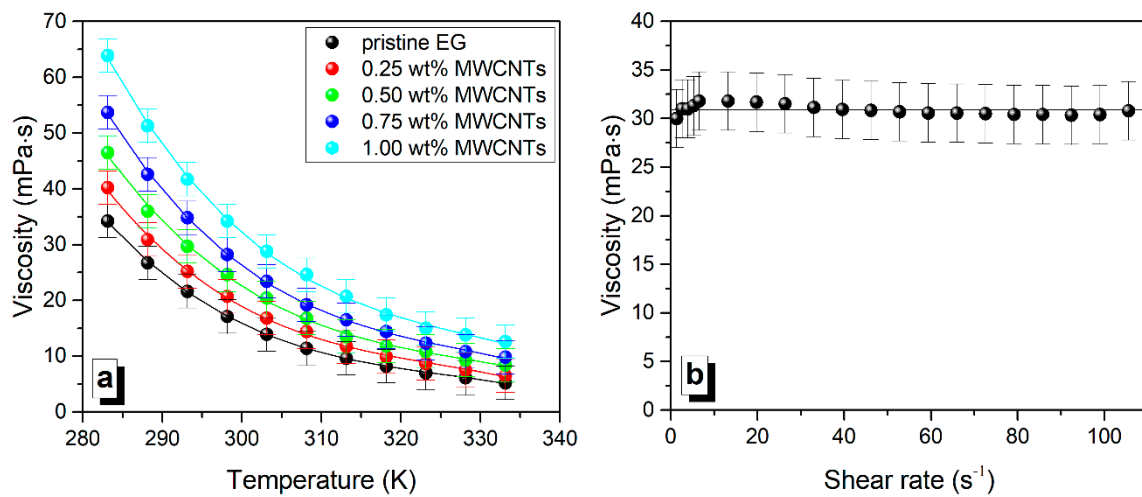 70
60
50
40
30
20
10
0
Viscosity (mPa·s)
pristine EG
0.25 wt% MWCNTs
0.50 wt% MWCNTs
0.75 wt% MWCNTs
1.00 wt% MWCNTs
a
280 290 300 310 320 330 340
Temperature (K)
40
35
30
25
20
15
10
5
0
Viscosity (mPa·s)
b
0 20 40 60 80 100
Shear rate (s⁻¹)